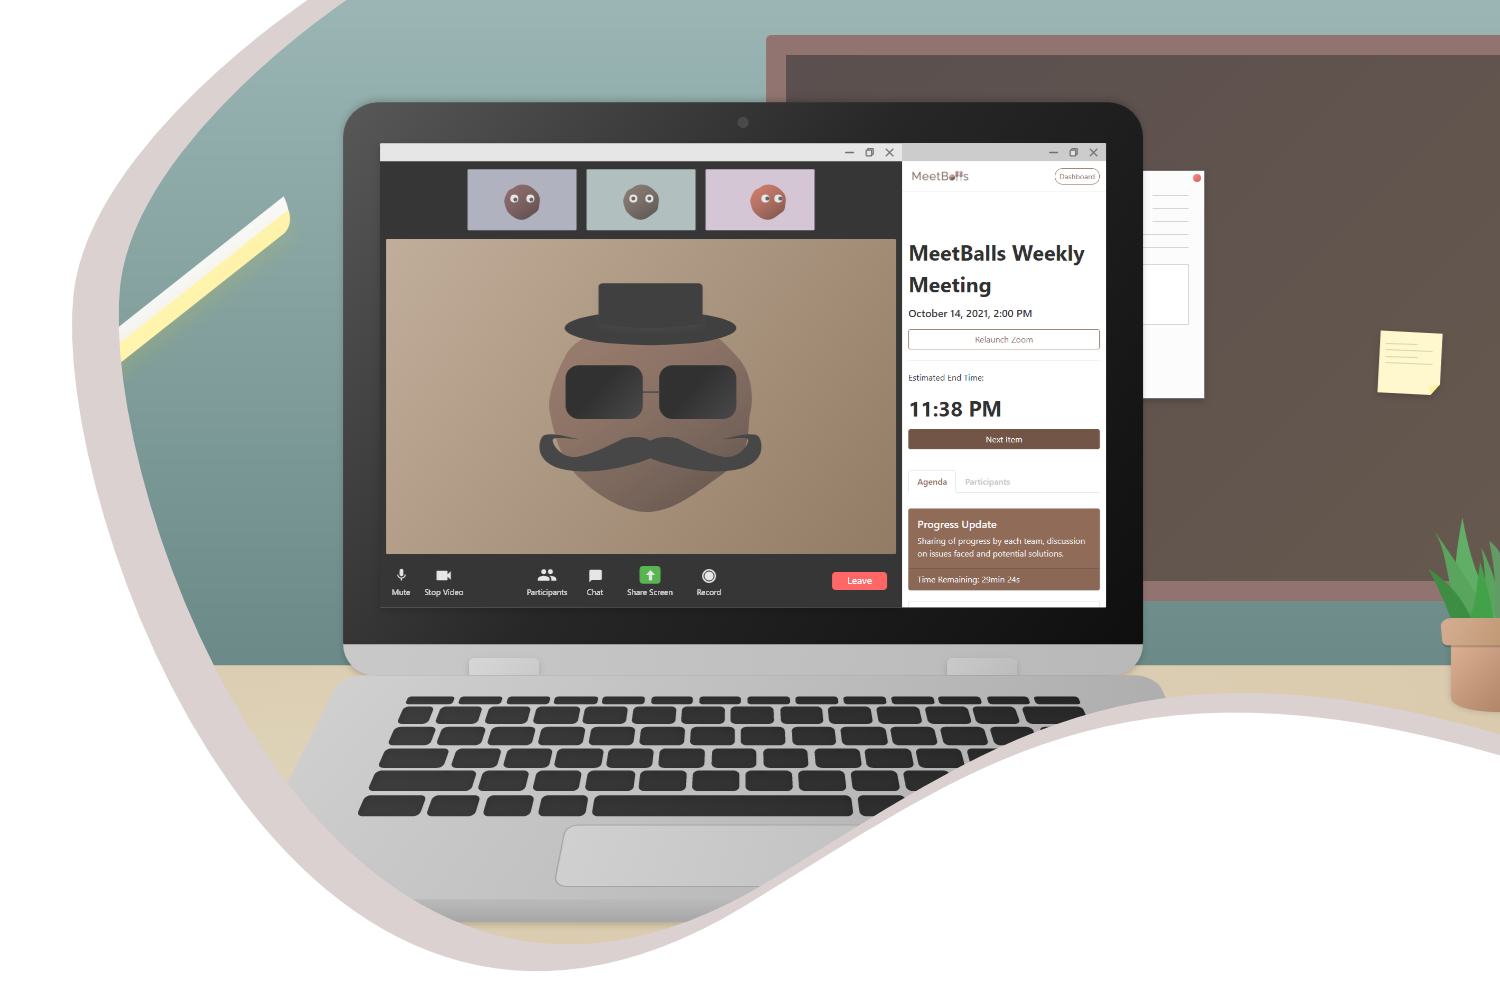 MeetBalls
Dashboard
MeetBalls Weekly
Meeting
October 14, 2021, 2:00 PM
Relaunch Zoom
Estimated End Time:
11:38 PM
Next Item
Agenda Participants
Progress Update
Sharing of progress by each team, discussion
on issues faced and potential solutions.
Time Remaining: 29min 24s
Mute Stop Video Participants Chat Share Screen Record Leave